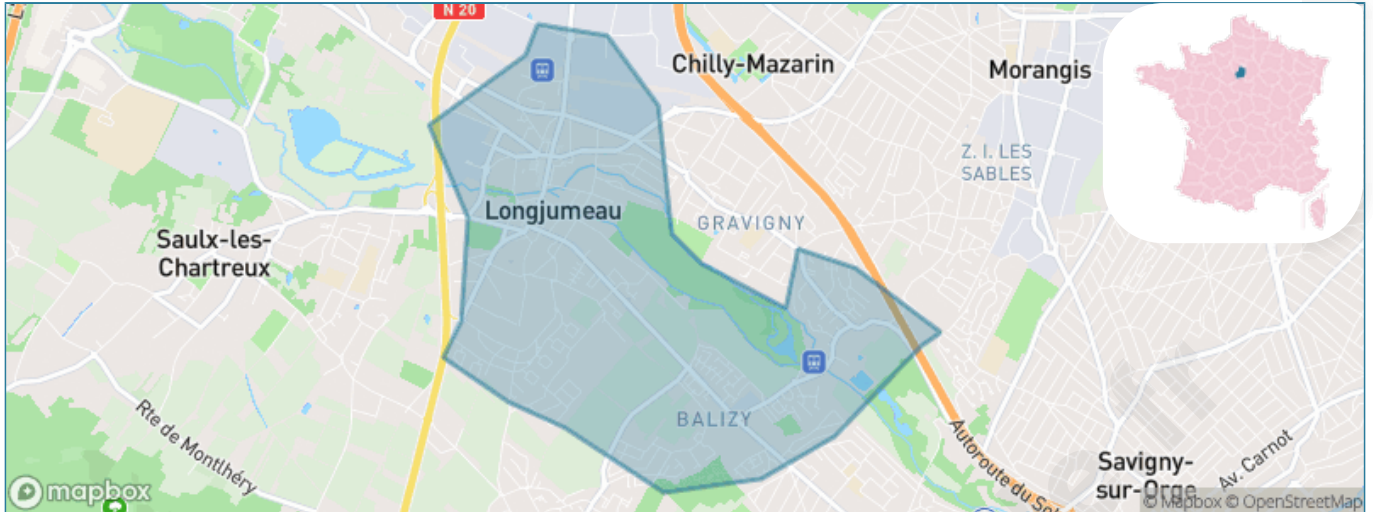 N 20
Chilly-Mazarin
Morangis
Z. I. LES
SABLES
Longjumeau
GRAVIGNY
Saulx-les-
Chartreux
BALIZY
Rte de Montlhéry
Autoroute du Sol
Savigny-
sur-Orge
Av. Carnot
mapbox
© Mapbox © OpenStreetMap